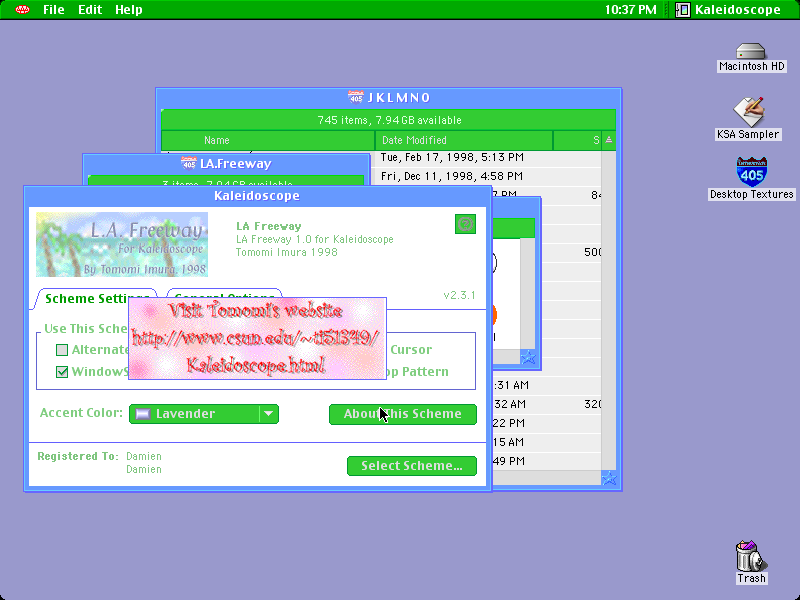 File Edit Help
10:37 PM Kaleidoscope
Macintosh HD
KSA Sampler
405
Desktop Textures
Trash
405 JKLMNO
745 items, 7.94 GB available
Name Date Modified S
Tue, Feb 17, 1998, 5:13 PM
Fri, Dec 11, 1998, 4:58 PM
7 PM 84
500
:31 AM
32 AM 320
22 PM
15 AM
49 PM
405 LA.Freeway
3 items, 7.94 GB available
Kaleidoscope
L.A. Freeway
For Kaleidoscope
By Tomomi Imura, 1998
LA Freeway
LA Freeway 1.0 for Kaleidoscope
Tomomi Imura 1998
Scheme Settings General Options
v2.3.1
Visit Tomomi's website
http://www.csun.edu/~ti51349/
Kaleidoscope.html
Use This Sche
Alternate Cursor
WindowS op Pattern
Accent Color: Lavender
About This Scheme
Registered To: Damien
Damien
Select Scheme...